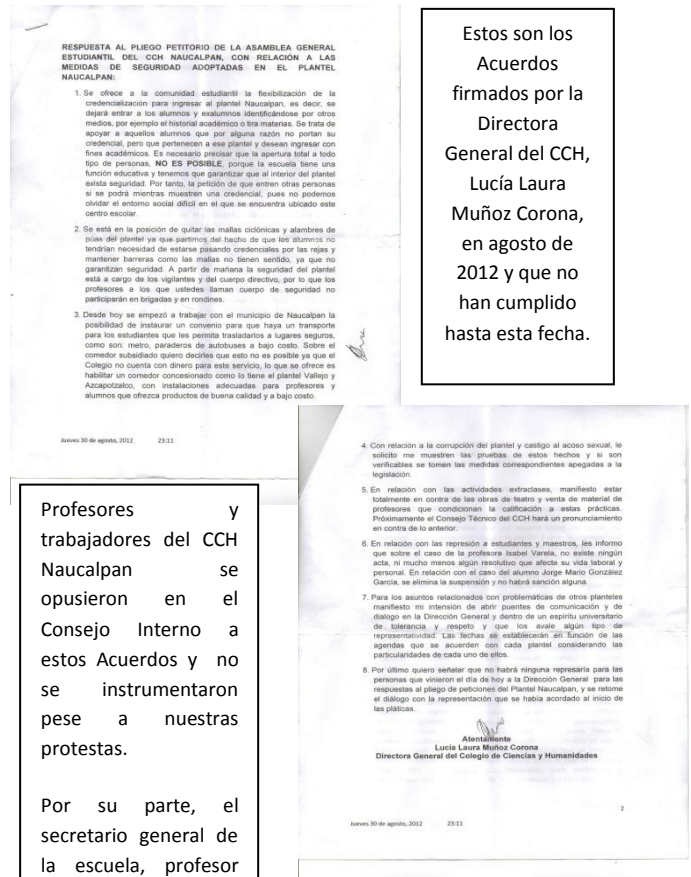 RESPUESTA AL PLIEGO PETITORIO DE LA ASAMBLEA GENERAL
ESTUDIANTIL DEL CCH NAUCALPAN, CON RELACIÓN A LAS
MEDIDAS DE SEGURIDAD ADOPTADAS EN EL PLANTEL
NAUCALPAN:
1. Se ofrece a la comunidad estudiantil la flexibilización de la
credencialización para ingresar al plantel Naucalpan, es decir, se
dejará entrar a los alumnos y exalumnos identificándose por otros
medios, por ejemplo el historial académico o tira materias. Se trata de
apoyar a aquellos alumnos que por alguna razón no portan su
credencial, pero que pertenecen a ese plantel y desean ingresar con
fines académicos. Es necesario precisar que la apertura total a todo
tipo de personas, NO ES POSIBLE, porque la escuela tiene una
función educativa y tenemos que garantizar que al interior del plantel
exista seguridad. Por tanto, la petición de que entren otras personas
si se podrá mientras muestren una credencial, pues no podemos
olvidar el entorno social difícil en el que se encuentra ubicado este
centro escolar.
2. Se está en la posición de quitar las mallas ciclónicas y alambres de
púas del plantel ya que partimos del hecho de que los alumnos no
tendrían necesidad de estarse pasando credenciales por las rejas y
mantener barreras como las mallas no tienen sentido, ya que no
garantizan seguridad. A partir de mañana la seguridad del plantel
está a cargo de los vigilantes y del cuerpo directivo, por lo que los
profesores a los que ustedes llaman cuerpo de seguridad no
participarán en brigadas y en rondines.
3. Desde hoy se empezó a trabajar con el municipio de Naucalpan la
posibilidad de instaurar un convenio para que haya un transporte
para los estudiantes que les permita trasladarlos a lugares seguros,
como son: metro, paraderos de autobuses a bajo costo. Sobre el
comedor subsidiado quiero decirles que esto no es posible ya que el
Colegio no cuenta con dinero para este servicio, lo que se ofrece es
habilitar un comedor concesionado como lo tiene el plantel Vallejo y
Azcapotzalco, con instalaciones adecuadas para profesores y
alumnos que ofrezca productos de buena calidad y a bajo costo.
Jueves 30 de agosto, 2012 23:11
Estos son los
Acuerdos
firmados por la
Directora
General del CCH,
Lucía Laura
Muñoz Corona,
en agosto de
2012 y que no
han cumplido
hasta esta fecha.
Profesores y
trabajadores del CCH
Naucalpan se
opusieron en el
Consejo Interno a
estos Acuerdos y no
se instrumentaron
pese a nuestras
protestas.
Por su parte, el
secretario general de
la escuela, profesor
4. Con relación a la corrupción del plantel y castigo al acoso sexual, le
solicito me muestren las pruebas de estos hechos y si son
verificables se tomen las medidas correspondientes apegadas a la
legislación.
5. En relación con las actividades extraclases, manifiesto estar
totalmente en contra de las obras de teatro y venta de material de
profesores que condicionan la calificación a estas prácticas.
Próximamente el Consejo Técnico del CCH hará un pronunciamiento
en contra de lo anterior.
6. En relación con las represión a estudiantes y maestros, les informo
que sobre el caso de la profesora Isabel Varela, no existe ningún
acta, ni mucho menos algún resolutivo que afecte su vida laboral y
personal. En relación con el caso del alumno Jorge Mario González
García, se elimina la suspensión y no habrá sanción alguna.
7. Para los asuntos relacionados con problemáticas de otros planteles
manifiesto mi intensión de abrir puentes de comunicación y de
dialogo en la Dirección General y dentro de un espíritu universitario
de tolerancia y respeto y que los avale algún tipo de
representatividad. Las fechas se establecerán en función de las
agendas que se acuerden con cada plantel considerando las
particularidades de cada uno de ellos.
8. Por último quiero señalar que no habrá ninguna represaria para las
personas que vinieron el día de hoy a la Dirección General para las
respuestas al pliego de peticiones del Plantel Naucalpan, y se retome
el diálogo con la representación que se había acordado al inicio de
las pláticas.
Atentamente
Lucía Laura Muñoz Corona
Directora General del Colegio de Ciencias y Humanidades
2
Jueves 30 de agosto, 2012 23:11